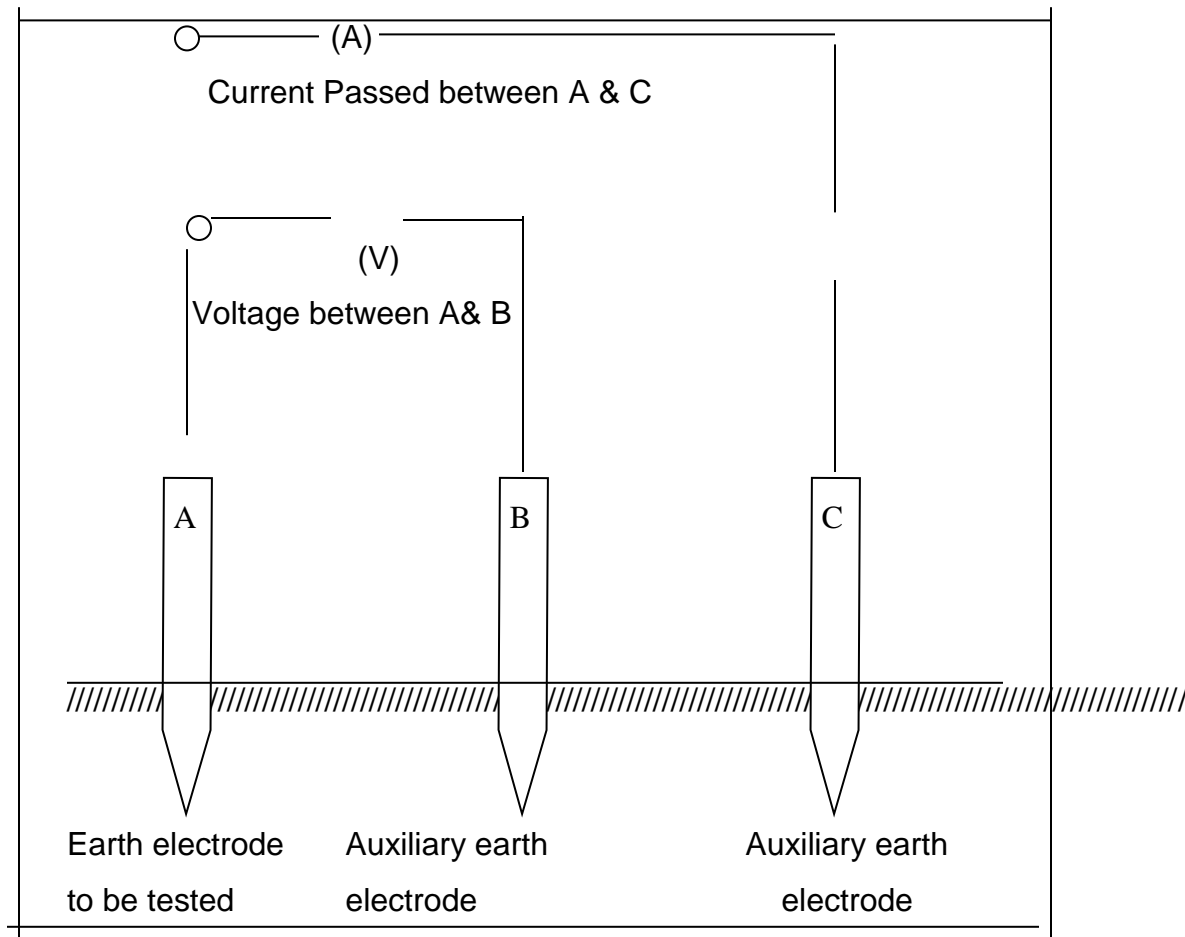 (A)
Current Passed between A & C
(V)
Voltage between A& B
A B C
Earth electrode Auxiliary earth Auxiliary earth
to be tested electrode electrode